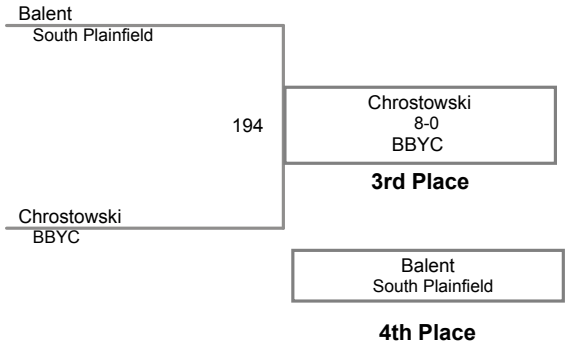 Balent
South Plainfield
194
Chrostowski
8-0
BBYC
3rd Place
Chrostowski
BBYC
Balent
South Plainfield
4th Place